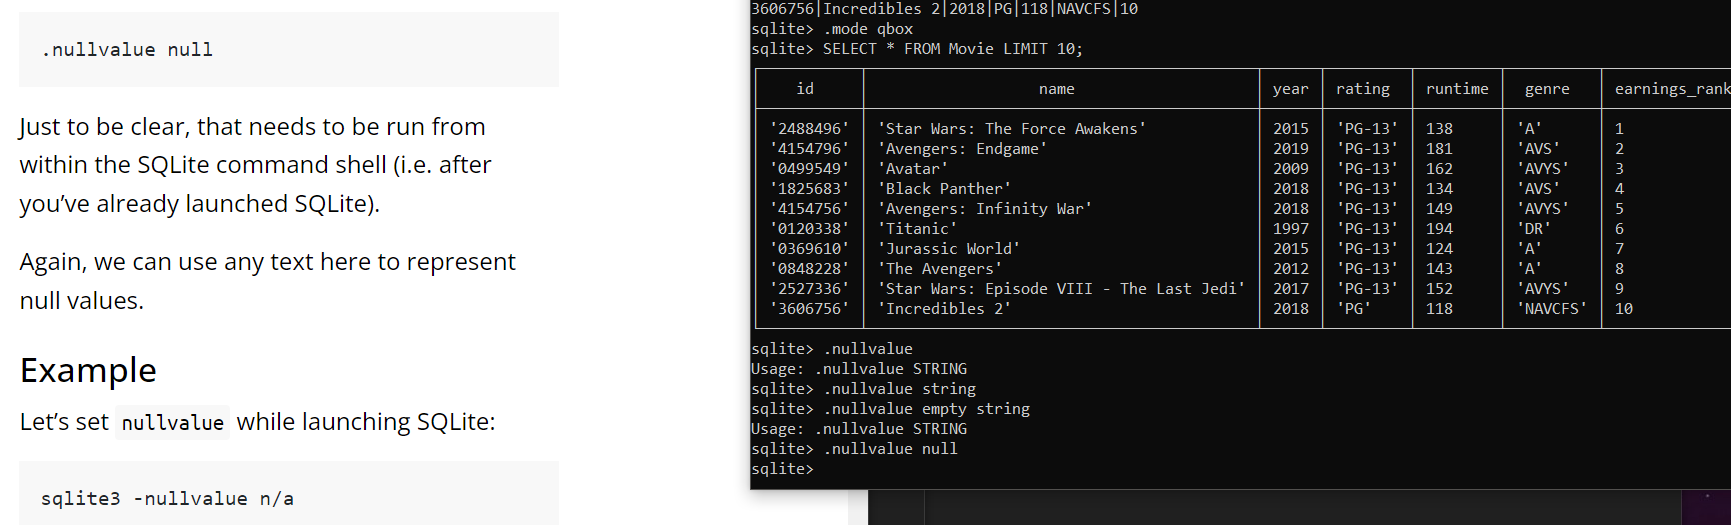 .nullvalue null
Just to be clear, that needs to be run from
within the SQLite command shell (i.e. after
you’ve already launched SQLite).
Again, we can use any text here to represent
null values.
Example
Let’s set nullvalue while launching SQLite:
sqlite3 -nullvalue n/a
3606756|Incredibles 2|2018|PG|118|NAVCFS|10
sqlite> .mode qbox
sqlite> SELECT * FROM Movie LIMIT 10;
id name year rating runtime genre earnings_rank
'2488496' 'Star Wars: The Force Awakens' 2015 'PG-13' 138 'A' 1
'4154796' 'Avengers: Endgame' 2019 'PG-13' 181 'AVS' 2
'0499549' 'Avatar' 2009 'PG-13' 162 'AVYS' 3
'1825683' 'Black Panther' 2018 'PG-13' 134 'AVS' 4
'4154756' 'Avengers: Infinity War' 2018 'PG-13' 149 'AVYS' 5
'0120338' 'Titanic' 1997 'PG-13' 194 'DR' 6
'0369610' 'Jurassic World' 2015 'PG-13' 124 'A' 7
'0848228' 'The Avengers' 2012 'PG-13' 143 'A' 8
'2527336' 'Star Wars: Episode VIII - The Last Jedi' 2017 'PG-13' 152 'AVYS' 9
'3606756' 'Incredibles 2' 2018 'PG' 118 'NAVCFS' 10
sqlite> .nullvalue
Usage: .nullvalue STRING
sqlite> .nullvalue string
sqlite> .nullvalue empty string
Usage: .nullvalue STRING
sqlite> .nullvalue null
sqlite>